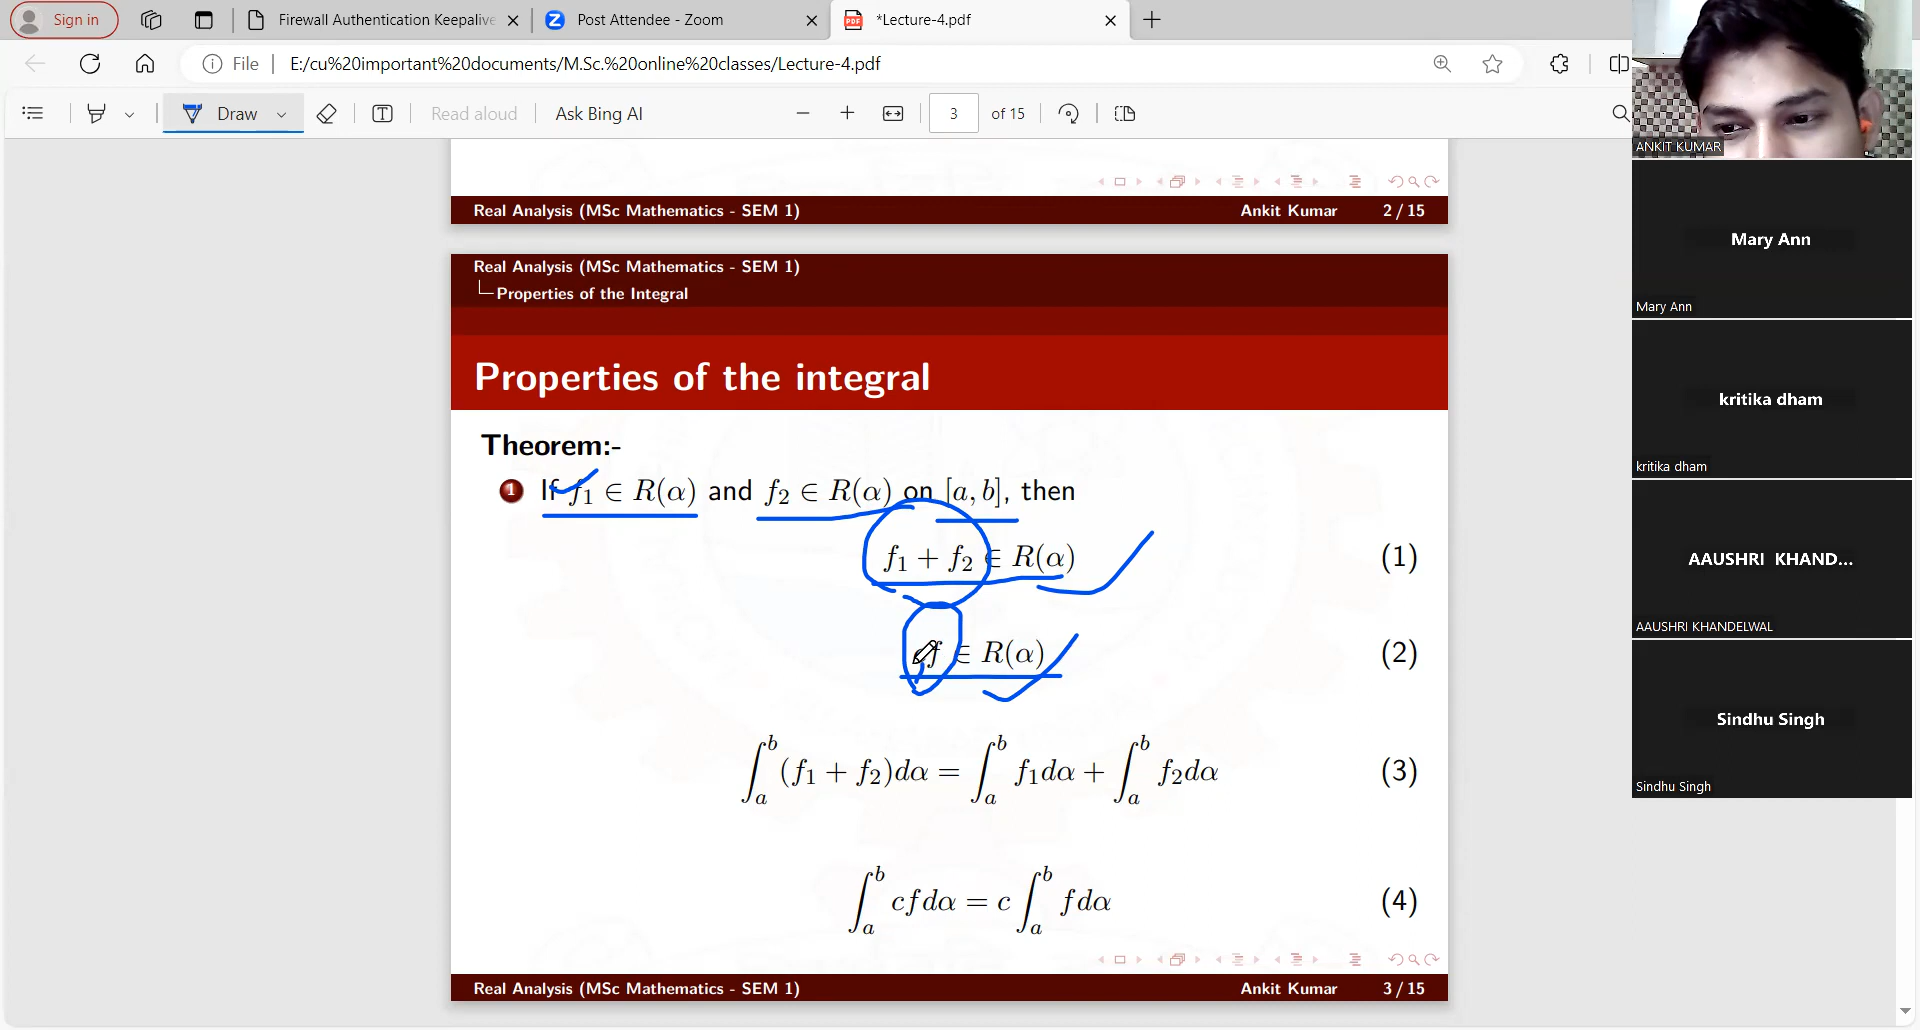 Sign in
Firewall Authentication Keepalive
Post Attendee - Zoom
*Lecture-4.pdf
File
E:/cu%20important%20documents/M.Sc.%20online%20classes/Lecture-4.pdf
Draw
Read aloud
Ask Bing AI
3 of 15
Real Analysis (MSc Mathematics - SEM 1) Ankit Kumar 2 / 15
Real Analysis (MSc Mathematics - SEM 1)
Properties of the Integral
Properties of the integral
Theorem:-
1 If f₁ ∈ R(α) and f₂ ∈ R(α) on [a, b], then
f₁ + f₂ ∈ R(α) (1)
cf ∈ R(α) (2)
∫ₐᵇ (f₁ + f₂)dα = ∫ₐᵇ f₁dα + ∫ₐᵇ f₂dα (3)
∫ₐᵇ cfdα = c ∫ₐᵇ fdα (4)
Real Analysis (MSc Mathematics - SEM 1) Ankit Kumar 3 / 15
ANKIT KUMAR
Mary Ann
Mary Ann
kritika dham
kritika dham
AAUSHRI KHAND...
AAUSHRI KHANDELWAL
Sindhu Singh
Sindhu Singh